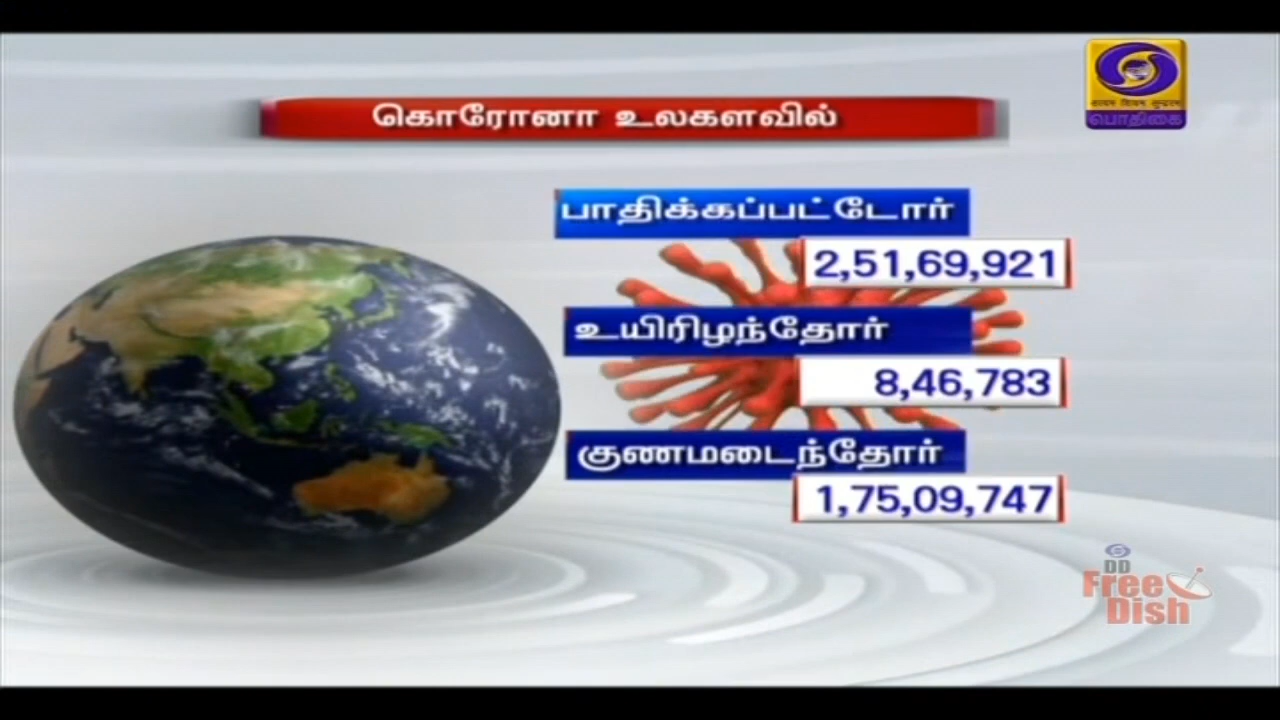 கொரோனா உலகளவில்
பொதிகை
பாதிக்கப்பட்டோர்
2,51,69,921
உயிரிழந்தோர்
8,46,783
குணமடைந்தோர்
1,75,09,747
DD
Free
Dish